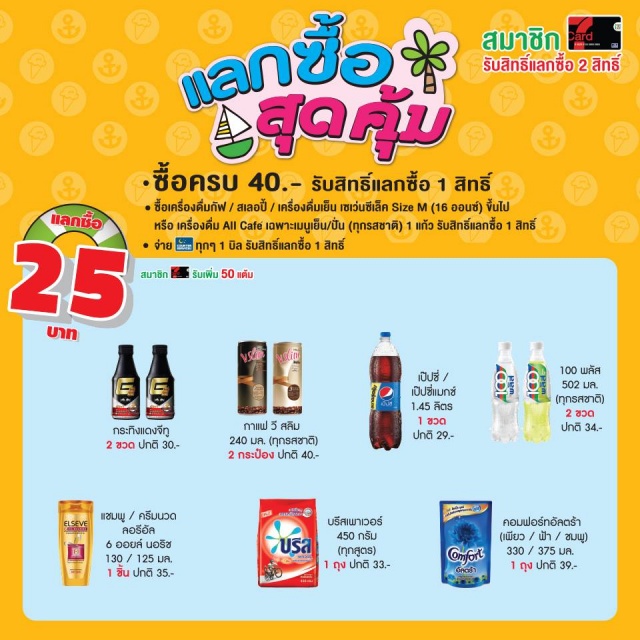 สมาชิก 7 Card
รับสิทธิ์แลกซื้อ 2 สิทธิ์
แลกซื้อ
สุดคุ้ม
• ซื้อครบ 40.- รับสิทธิ์แลกซื้อ 1 สิทธิ์
• ซื้อเครื่องดื่มกัฟ / สเลอปี้ / เครื่องดื่มเย็น เซเว่นซีเล็ค Size M (16 ออนซ์) ขึ้นไป
หรือ เครื่องดื่ม All Cafe เฉพาะเมนูเย็น/ปั่น (ทุกรสชาติ) 1 แก้ว รับสิทธิ์แลกซื้อ 1 สิทธิ์
• จ่าย ทุกๆ 1 บิล รับสิทธิ์แลกซื้อ 1 สิทธิ์
แลกซื้อ
25
บาท
สมาชิก รับเพิ่ม 50 แต้ม
กระทิงแดงจีทู
2 ขวด ปกติ 30.-
V-Slim
กาแฟ วี สลิม
240 มล. (ทุกรสชาติ)
2 กระป๋อง ปกติ 40.-
เป๊ปซี่ /
เป๊ปซี่แมกซ์
1.45 ลิตร
1 ขวด
ปกติ 29.-
100 พลัส
502 มล.
(ทุกรสชาติ)
2 ขวด
ปกติ 34.-
ELSEVE
แชมพู / ครีมนวด
ลอรีอัล
6 ออยล์ นอริช
130 / 125 มล.
1 ชิ้น ปกติ 35.-
บรีส
บรีสเพาเวอร์
450 กรัม
(ทุกสูตร)
1 ถุง ปกติ 33.-
Comfort
อัลตร้า
คอมฟอร์ทอัลตร้า
(เพียว / ฟ้า / ชมพู)
330 / 375 มล.
1 ถุง ปกติ 39.-